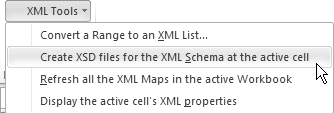 XML Tools
Convert a Range to an XML List...
Create XSD files for the XML Schema at the active cell
Refresh all the XML Maps in the active Workbook
Display the active cell's XML properties